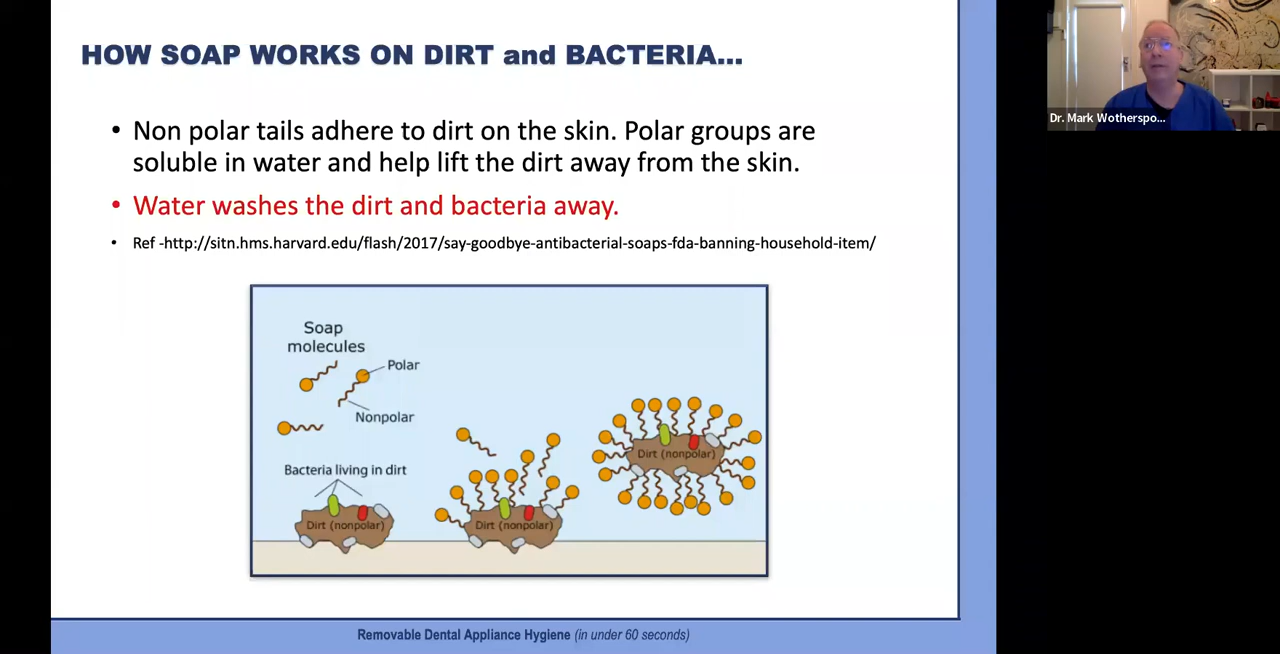 HOW SOAP WORKS ON DIRT and BACTERIA...
Dr. Mark Wotherspo...
• Non polar tails adhere to dirt on the skin. Polar groups are
soluble in water and help lift the dirt away from the skin.
• Water washes the dirt and bacteria away.
• Ref -http://sitn.hms.harvard.edu/flash/2017/say-goodbye-antibacterial-soaps-fda-banning-household-item/
Soap
molecules
Polar
Nonpolar
Bacteria living in dirt
Dirt (nonpolar)
Dirt (nonpolar)
Dirt (nonpolar)
Removable Dental Appliance Hygiene (in under 60 seconds)